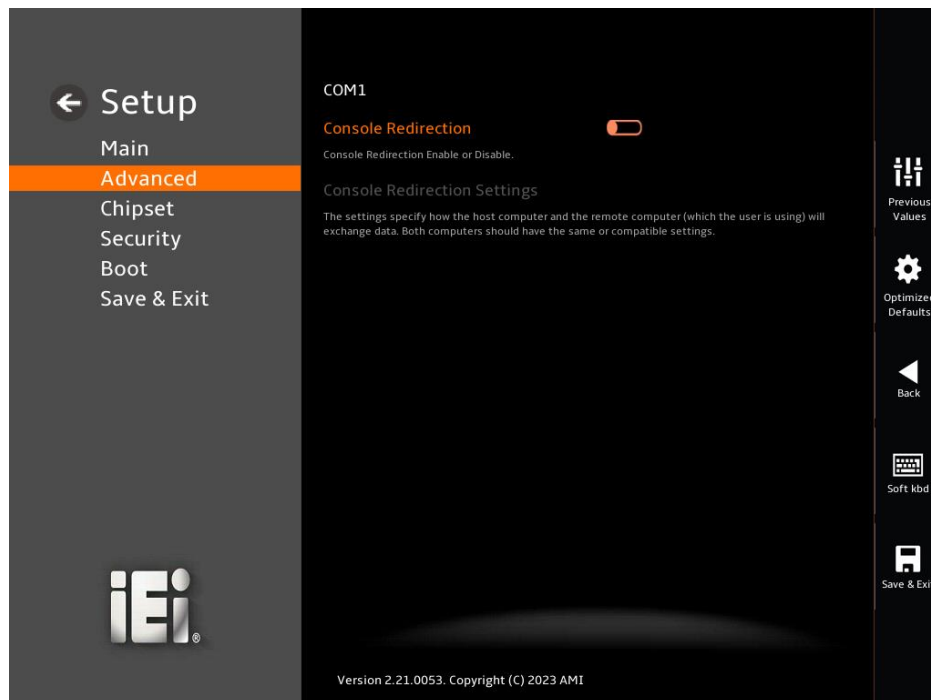 Setup
Main
Advanced
Chipset
Security
Boot
Save & Exit
iEi®
COM1
Console Redirection
Console Redirection Enable or Disable.
Console Redirection Settings
The settings specify how the host computer and the remote computer (which the user is using) will
exchange data. Both computers should have the same or compatible settings.
Version 2.21.0053. Copyright (C) 2023 AMI
Previous
Values
Optimized
Defaults
Back
Soft kbd
Save & Exi